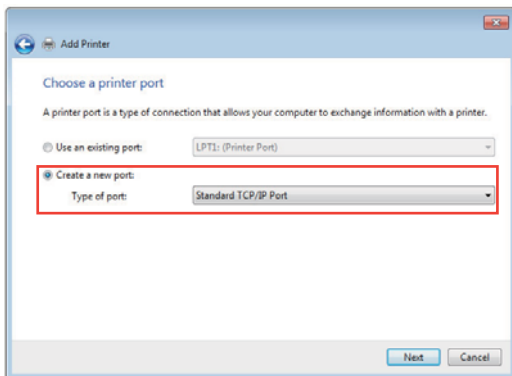 Add Printer
Choose a printer port
A printer port is a type of connection that allows your computer to exchange information with a printer.
Use an existing port: LPT1: (Printer Port)
Create a new port:
Type of port: Standard TCP/IP Port
Next Cancel